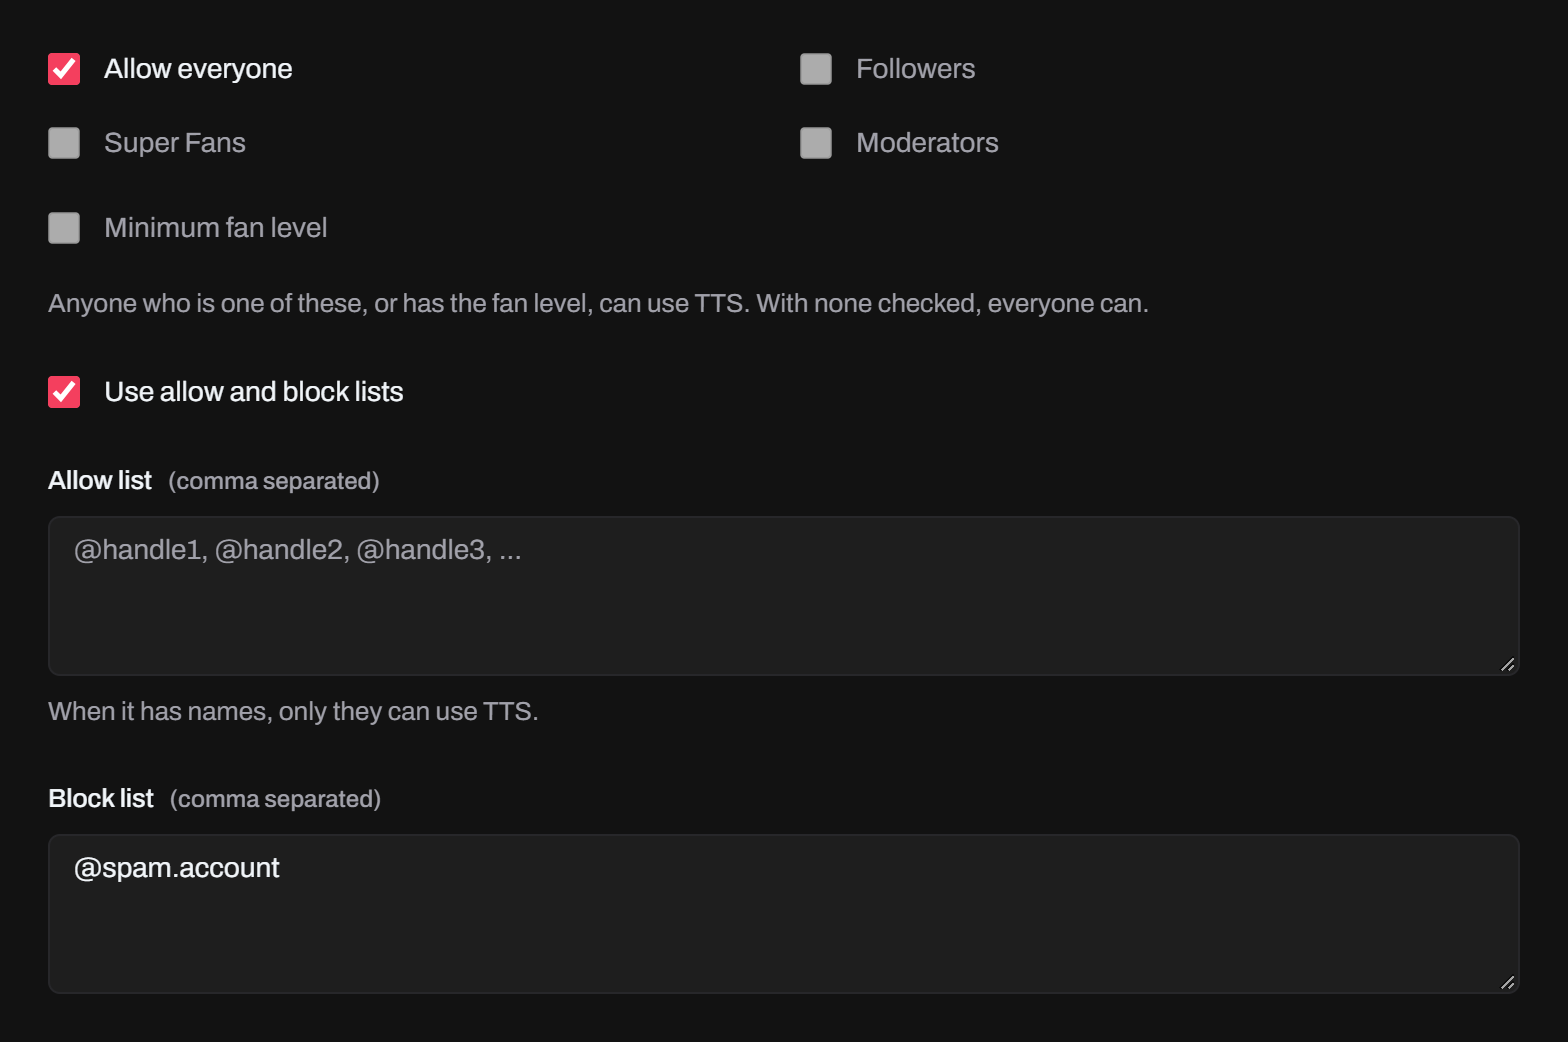 Allow everyone
Followers
Super Fans
Moderators
Minimum fan level
Anyone who is one of these, or has the fan level, can use TTS. With none checked, everyone can.
Use allow and block lists
Allow list (comma separated)
@handle1, @handle2, @handle3, ...
When it has names, only they can use TTS.
Block list (comma separated)
@spam.account